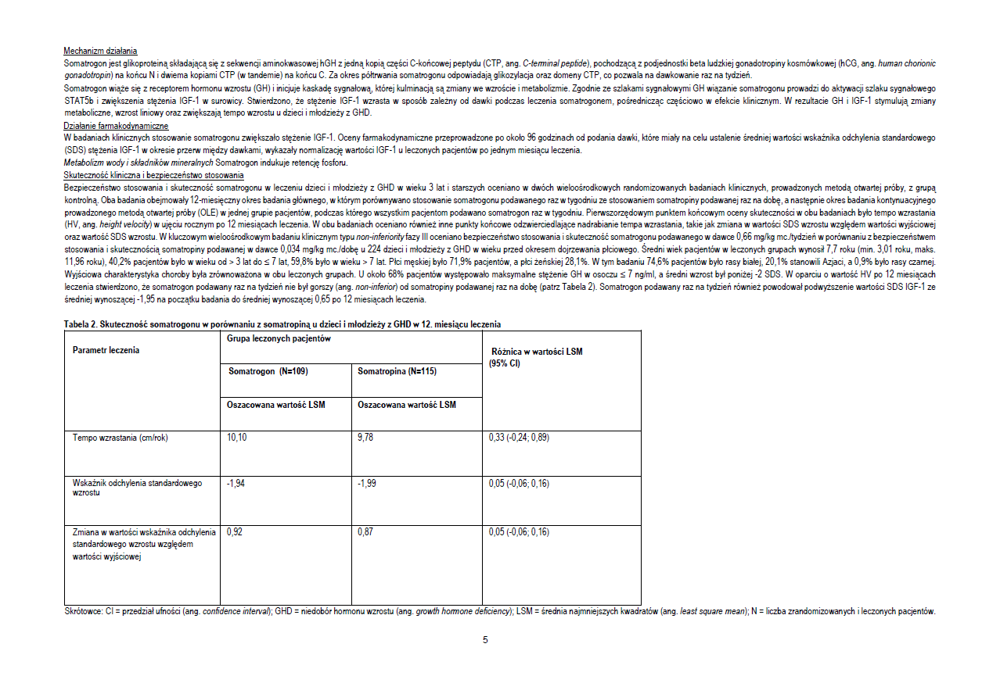 Mechanizm działania
Somatrogon jest glikoproteiną składającą się z sekwencji aminokwasowej hGH z jedną kopią części C-końcowej peptydu (CTP, ang. C-terminal peptide), pochodzącą z podjednostki beta ludzkiej gonadotropiny kosmówkowej (hCG, ang. human chorionic
gonadotropin) na końcu N i dwiema kopiami CTP (w tandemie) na końcu C. Za okres półtrwania somatrogonu odpowiadają glikozylacja oraz domeny CTP, co pozwala na dawkowanie raz na tydzień.
Somatrogon wiąże się z receptorem hormonu wzrostu (GH) i inicjuje kaskadę sygnałową, której kulminacją są zmiany we wzroście i metabolizmie. Zgodnie ze szlakami sygnałowymi GH wiązanie somatrogonu prowadzi do aktywacji szlaku sygnałowego
STAT5b i zwiększenia stężenia IGF-1 w surowicy. Stwierdzono, że stężenie IGF-1 wzrasta w sposób zależny od dawki podczas leczenia somatrogonem, pośrednicząc częściowo w efekcie klinicznym. W rezultacie GH i IGF-1 stymulują zmiany
metaboliczne, wzrost liniowy oraz zwiększają tempo wzrostu u dzieci i młodzieży z GHD.
Działanie farmakodynamiczne
W badaniach klinicznych stosowanie somatrogonu zwiększało stężenie IGF-1. Oceny farmakodynamiczne przeprowadzone po około 96 godzinach od podania dawki, które miały na celu ustalenie średniej wartości wskaźnika odchylenia standardowego
(SDS) stężenia IGF-1 w okresie przerw między dawkami, wykazały normalizację wartości IGF-1 u leczonych pacjentów po jednym miesiącu leczenia.
Metabolizm wody i składników mineralnych Somatrogon indukuje retencję fosforu.
Skuteczność kliniczna i bezpieczeństwo stosowania
Bezpieczeństwo stosowania i skuteczność somatrogonu w leczeniu dzieci i młodzieży z GHD w wieku 3 lat i starszych oceniano w dwóch wieloośrodkowych randomizowanych badaniach klinicznych, prowadzonych metodą otwartej próby, z grupą
kontrolną. Oba badania obejmowały 12-miesięczny okres badania głównego, w którym porównywano stosowanie somatrogonu podawanego raz w tygodniu ze stosowaniem somatropiny podawanej raz na dobę, a następnie okres badania kontynuacyjnego
prowadzonego metodą otwartej próby (OLE) w jednej grupie pacjentów, podczas którego wszystkim pacjentom podawano somatrogon raz w tygodniu. Pierwszorzędowym punktem końcowym oceny skuteczności w obu badaniach było tempo wzrastania
(HV, ang. height velocity) w ujęciu rocznym po 12 miesiącach leczenia. W obu badaniach oceniano również inne punkty końcowe odzwierciedlające nadrabianie tempa wzrastania, takie jak zmiana w wartości SDS wzrostu względem wartości wyjściowej
oraz wartość SDS wzrostu. W kluczowym wieloośrodkowym badaniu klinicznym typu non-inferiority fazy III oceniano bezpieczeństwo stosowania i skuteczność somatrogonu podawanego w dawce 0,66 mg/kg mc./tydzień w porównaniu z bezpieczeństwem
stosowania i skutecznością somatropiny podawanej w dawce 0,034 mg/kg mc./dobę u 224 dzieci i młodzieży z GHD w wieku przed okresem dojrzewania płciowego. Średni wiek pacjentów w leczonych grupach wynosił 7,7 roku (min. 3,01 roku, maks.
11,96 roku), 40,2% pacjentów było w wieku od > 3 lat do ≤ 7 lat, 59,8% było w wieku > 7 lat. Płci męskiej było 71,9% pacjentów, a płci żeńskiej 28,1%. W tym badaniu 74,6% pacjentów było rasy białej, 20,1% stanowili Azjaci, a 0,9% było rasy czarnej.
Wyjściowa charakterystyka choroby była zrównoważona w obu leczonych grupach. U około 68% pacjentów występowało maksymalne stężenie GH w osoczu ≤ 7 ng/ml, a średni wzrost był poniżej -2 SDS. W oparciu o wartość HV po 12 miesiącach
leczenia stwierdzono, że somatrogon podawany raz na tydzień nie był gorszy (ang. non-inferior) od somatropiny podawanej raz na dobę (patrz Tabela 2). Somatrogon podawany raz na tydzień również powodował podwyższenie wartości SDS IGF-1 ze
średniej wynoszącej -1,95 na początku badania do średniej wynoszącej 0,65 po 12 miesiącach leczenia.
Tabela 2. Skuteczność somatrogonu w porównaniu z somatropiną u dzieci i młodzieży z GHD w 12. miesiącu leczenia
Parametr leczenia
Grupa leczonych pacjentów
Różnica w wartości LSM
(95% CI)
Somatrogon (N=109)
Somatropina (N=115)
Oszacowana wartość LSM
Oszacowana wartość LSM
Tempo wzrastania (cm/rok)
10,10
9,78
0,33 (-0,24; 0,89)
Wskaźnik odchylenia standardowego
wzrostu
-1,94
-1,99
0,05 (-0,06; 0,16)
Zmiana w wartości wskaźnika odchylenia
standardowego wzrostu względem
wartości wyjściowej
0,92
0,87
0,05 (-0,06; 0,16)
Skrótowce: CI = przedział ufności (ang. confidence interval); GHD = niedobór hormonu wzrostu (ang. growth hormone deficiency); LSM = średnia najmniejszych kwadratów (ang. least square mean); N = liczba zrandomizowanych i leczonych pacjentów.
5